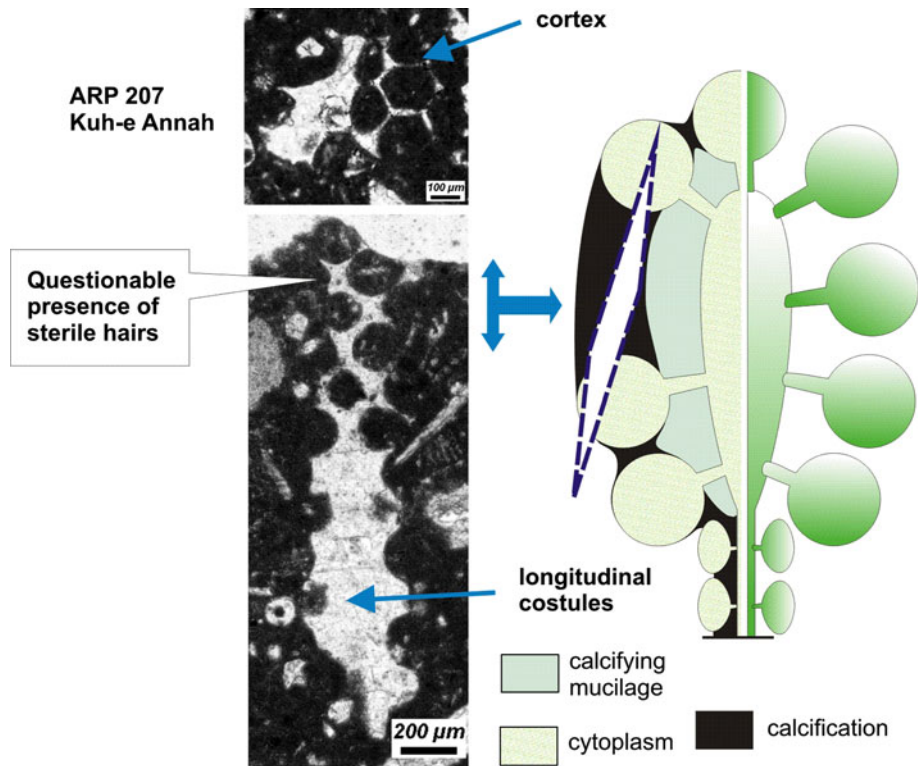 cortex
ARP 207
Kuh-e Annah
100 µm
Questionable
presence of
sterile hairs
longitudinal
costules
200 µm
calcifying
mucilage
cytoplasm
calcification